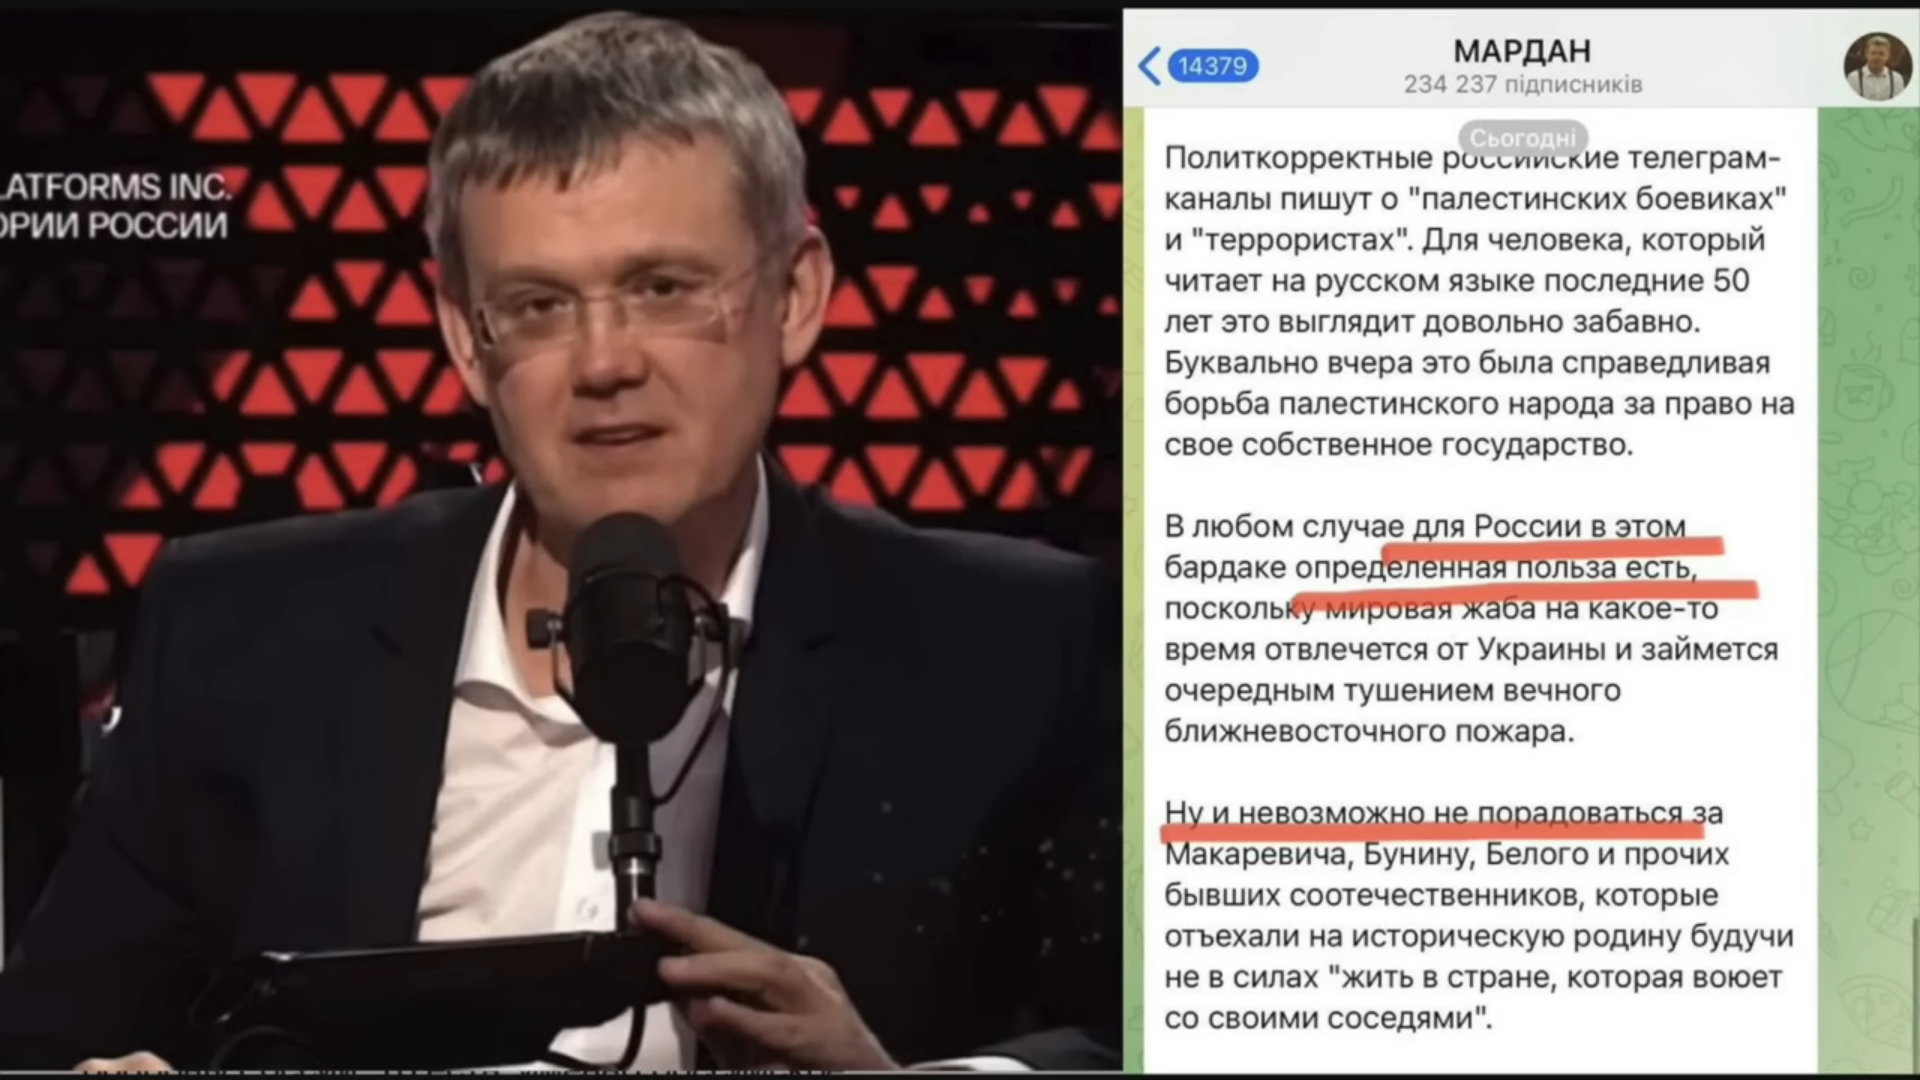 LATFORMS INC.
ОРИИ РОССИИ
14379
МАРДАН
234 237 підписників
Сьогодні
Политкорректные российские телеграм-
каналы пишут о "палестинских боевиках"
и "террористах". Для человека, который
читает на русском языке последние 50
лет это выглядит довольно забавно.
Буквально вчера это была справедливая
борьба палестинского народа за право на
свое собственное государство.
В любом случае для России в этом
бардаке определенная польза есть,
поскольку мировая жаба на какое-то
время отвлечется от Украины и займется
очередным тушением вечного
ближневосточного пожара.
Ну и невозможно не порадоваться за
Макаревича, Бунину, Белого и прочих
бывших соотечественников, которые
отъехали на историческую родину будучи
не в силах "жить в стране, которая воюет
со своими соседями".